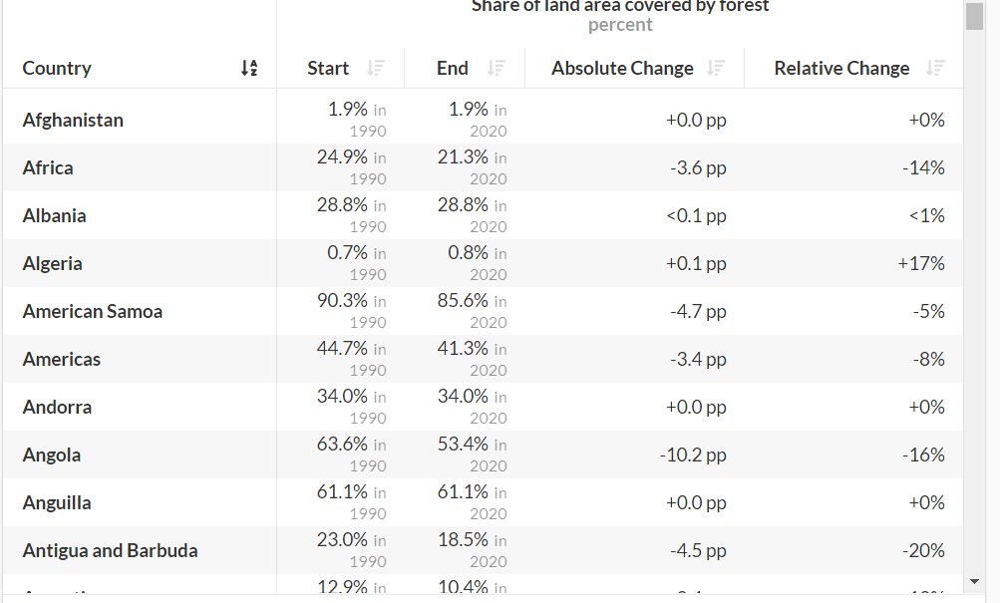 Share of land area covered by forest
percent
Country Start End Absolute Change Relative Change
Afghanistan 1.9% in 1990 1.9% in 2020 +0.0 pp +0%
Africa 24.9% in 1990 21.3% in 2020 -3.6 pp -14%
Albania 28.8% in 1990 28.8% in 2020 <0.1 pp <1%
Algeria 0.7% in 1990 0.8% in 2020 +0.1 pp +17%
American Samoa 90.3% in 1990 85.6% in 2020 -4.7 pp -5%
Americas 44.7% in 1990 41.3% in 2020 -3.4 pp -8%
Andorra 34.0% in 1990 34.0% in 2020 +0.0 pp +0%
Angola 63.6% in 1990 53.4% in 2020 -10.2 pp -16%
Anguilla 61.1% in 1990 61.1% in 2020 +0.0 pp +0%
Antigua and Barbuda 23.0% in 1990 18.5% in 2020 -4.5 pp -20%
12.9% in 10.4% in